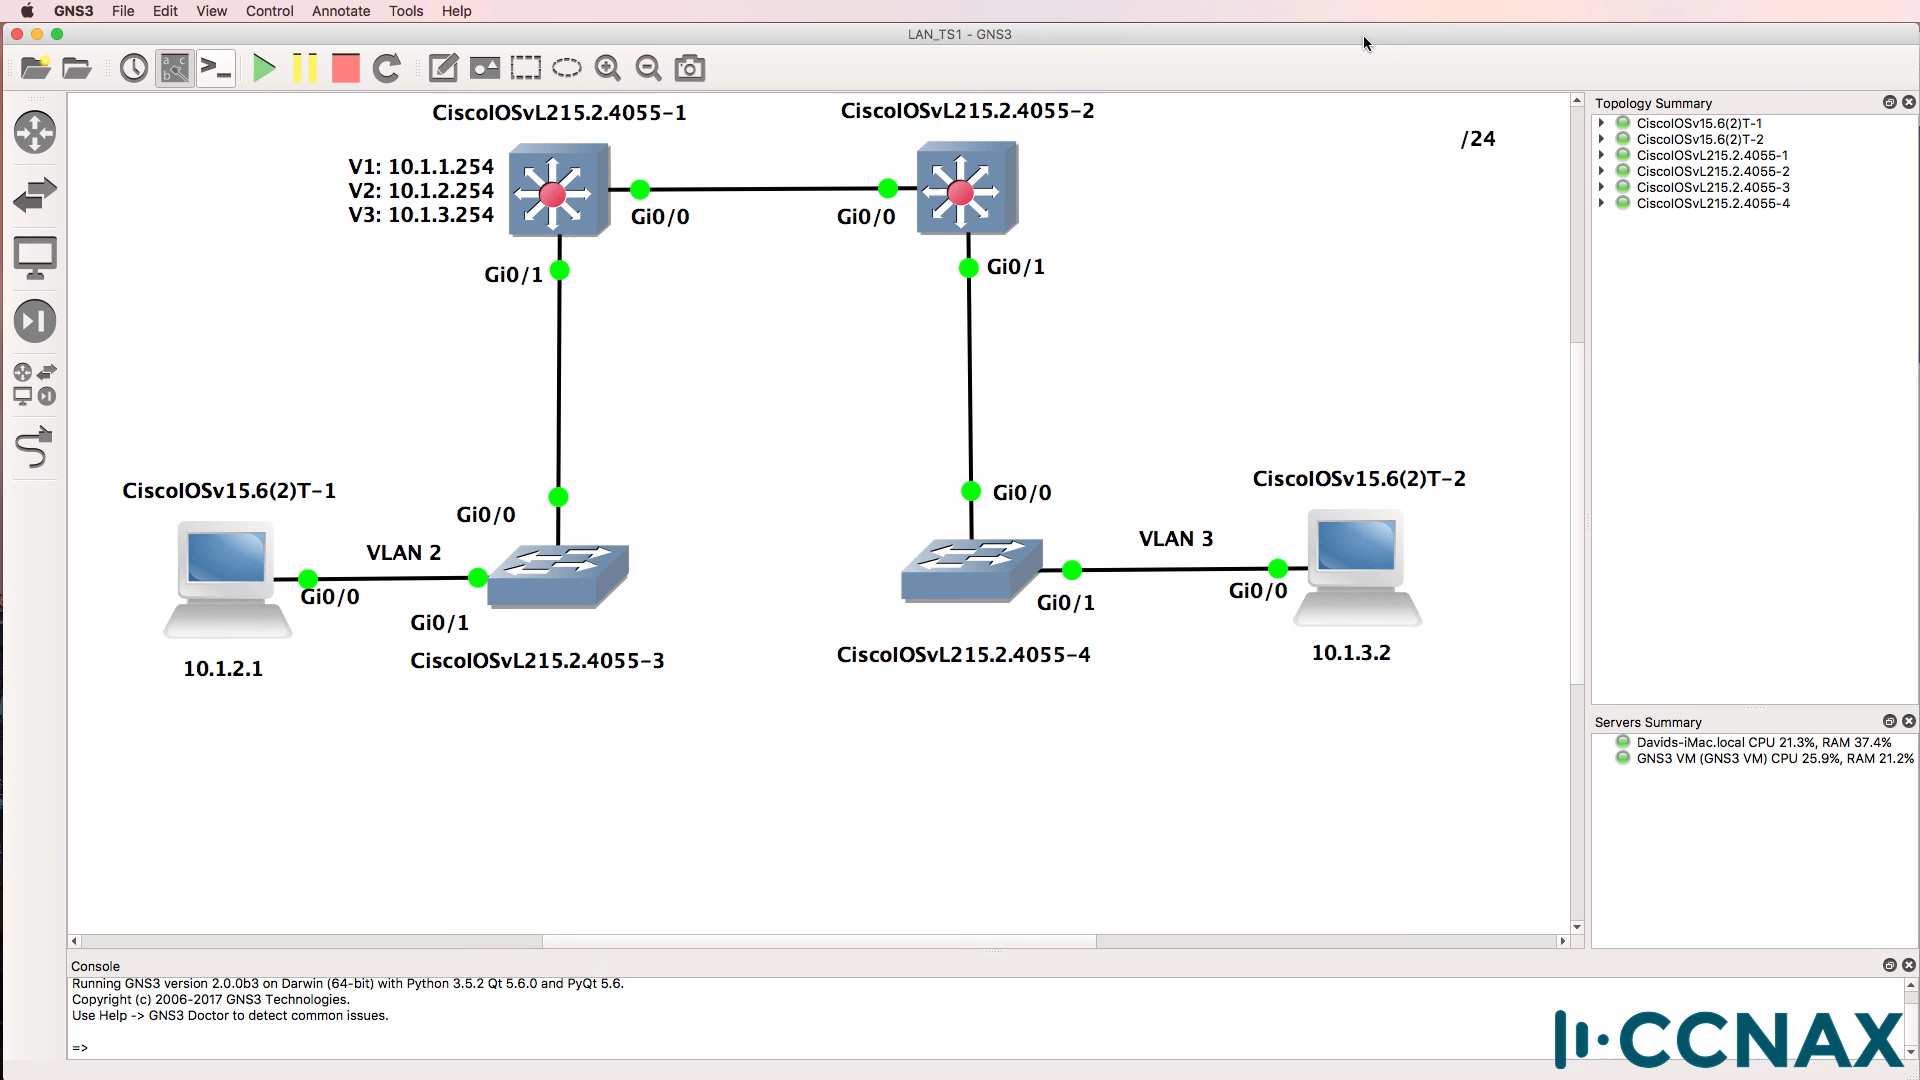 GNS3 File Edit View Control Annotate Tools Help
LAN_TS1 - GNS3
CiscoIOSvL215.2.4055-1
CiscoIOSvL215.2.4055-2
/24
V1: 10.1.1.254
V2: 10.1.2.254
V3: 10.1.3.254
Gi0/0
Gi0/0
Gi0/1
Gi0/1
CiscoIOSv15.6(2)T-1
CiscoIOSv15.6(2)T-2
Gi0/0
Gi0/0
VLAN 2
VLAN 3
Gi0/0
Gi0/0
Gi0/1
Gi0/1
CiscoIOSvL215.2.4055-3
CiscoIOSvL215.2.4055-4
10.1.2.1
10.1.3.2
Topology Summary
CiscoIOSv15.6(2)T-1
CiscoIOSv15.6(2)T-2
CiscoIOSvL215.2.4055-1
CiscoIOSvL215.2.4055-2
CiscoIOSvL215.2.4055-3
CiscoIOSvL215.2.4055-4
Servers Summary
Davids-iMac.local CPU 21.3%, RAM 37.4%
GNS3 VM (GNS3 VM) CPU 25.9%, RAM 21.2%
Console
Running GNS3 version 2.0.0b3 on Darwin (64-bit) with Python 3.5.2 Qt 5.6.0 and PyQt 5.6.
Copyright (c) 2006-2017 GNS3 Technologies.
Use Help -> GNS3 Doctor to detect common issues.
=>
CCNAX